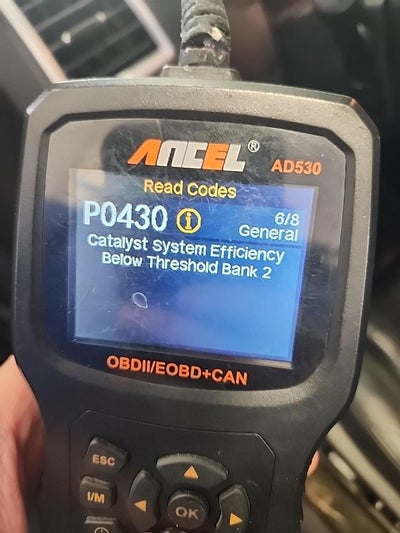 ANCEL®
AD530
Read Codes
P0430 i 6/8
General
Catalyst System Efficiency
Below Threshold Bank 2
OBDII/EOBD+CAN
ESC
I/M
OK